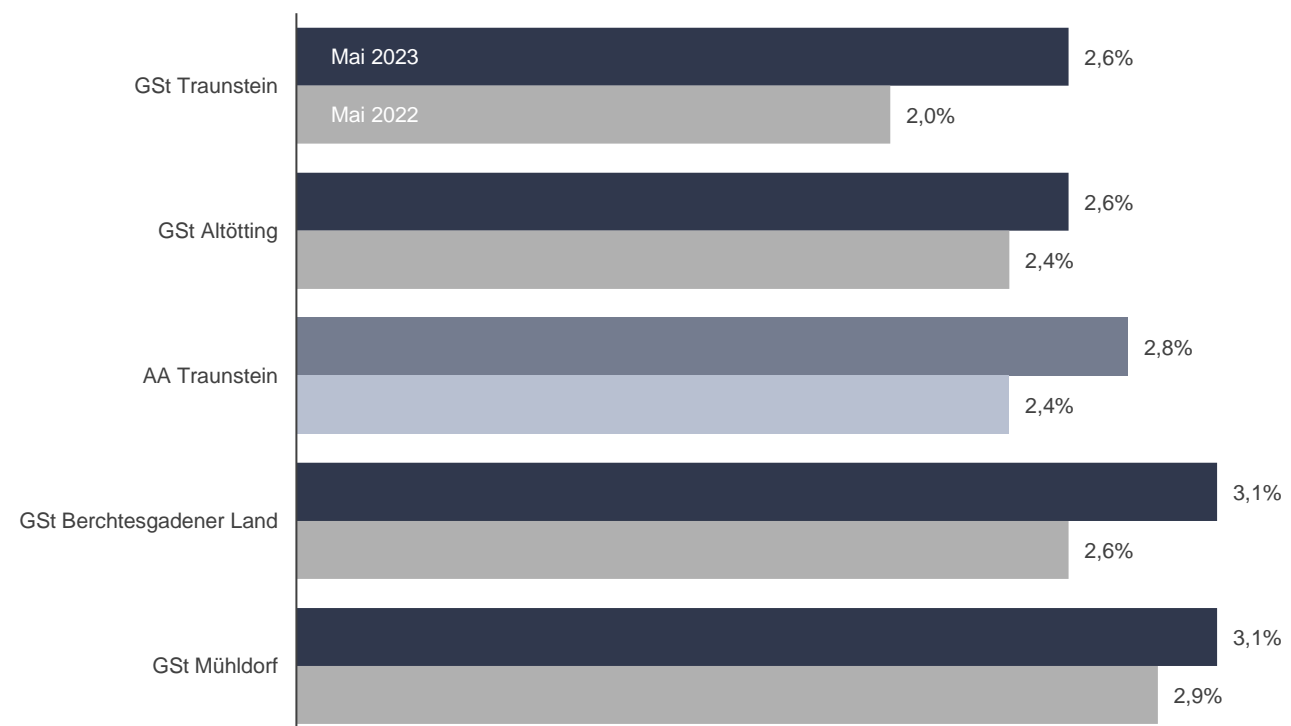 Mai 2023
2,6%
GSt Traunstein
Mai 2022
2,0%
2,6%
GSt Altötting
2,4%
2,8%
AA Traunstein
2,4%
3,1%
GSt Berchtesgadener Land
2,6%
3,1%
GSt Mühldorf
2,9%